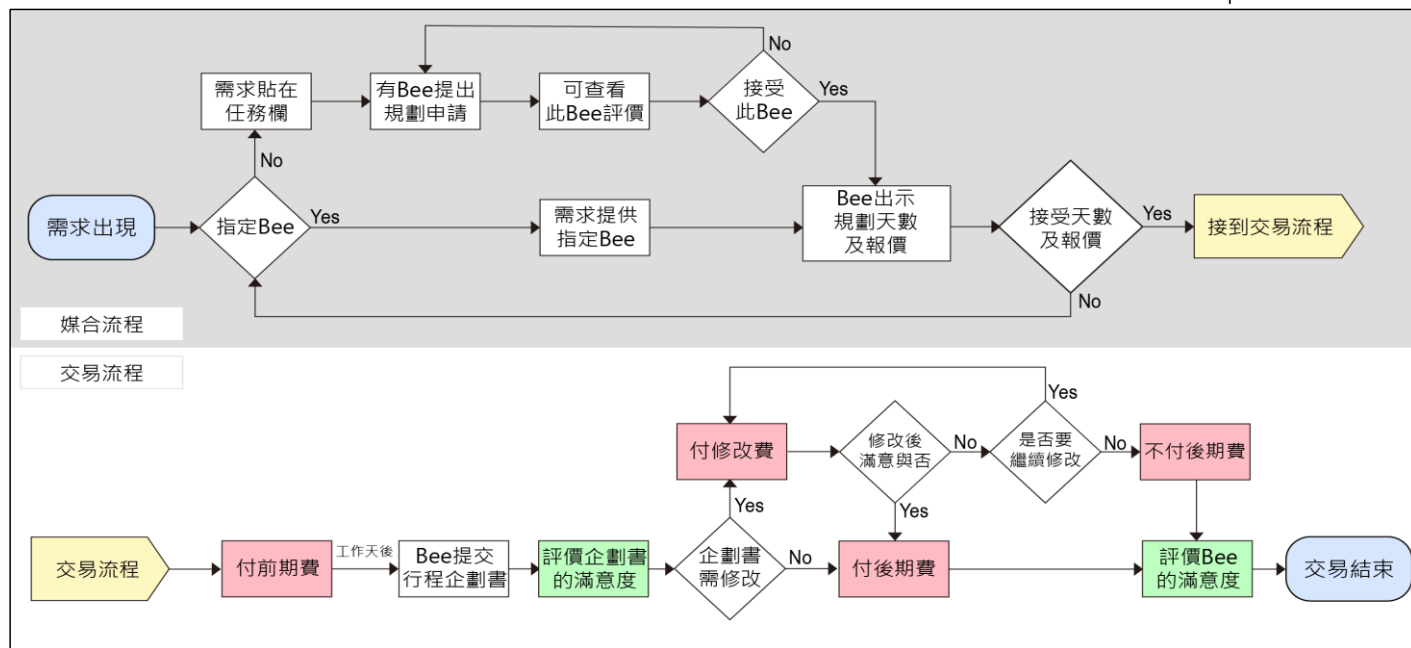 No
需求貼在
任務欄
有Bee提出
規劃申請
可查看
此Bee評價
接受
此Bee
Yes
No
需求出現
指定Bee
Yes
需求提供
指定Bee
Bee出示
規劃天數
及報價
接受天數
及報價
Yes
接到交易流程
No
媒合流程
交易流程
Yes
付修改費
修改後
滿意與否
No
是否要
繼續修改
No
不付後期費
Yes
Yes
交易流程
付前期費
工作天後
Bee提交
行程企劃書
評價企劃書
的滿意度
企劃書
需修改
No
付後期費
評價Bee
的滿意度
交易結束